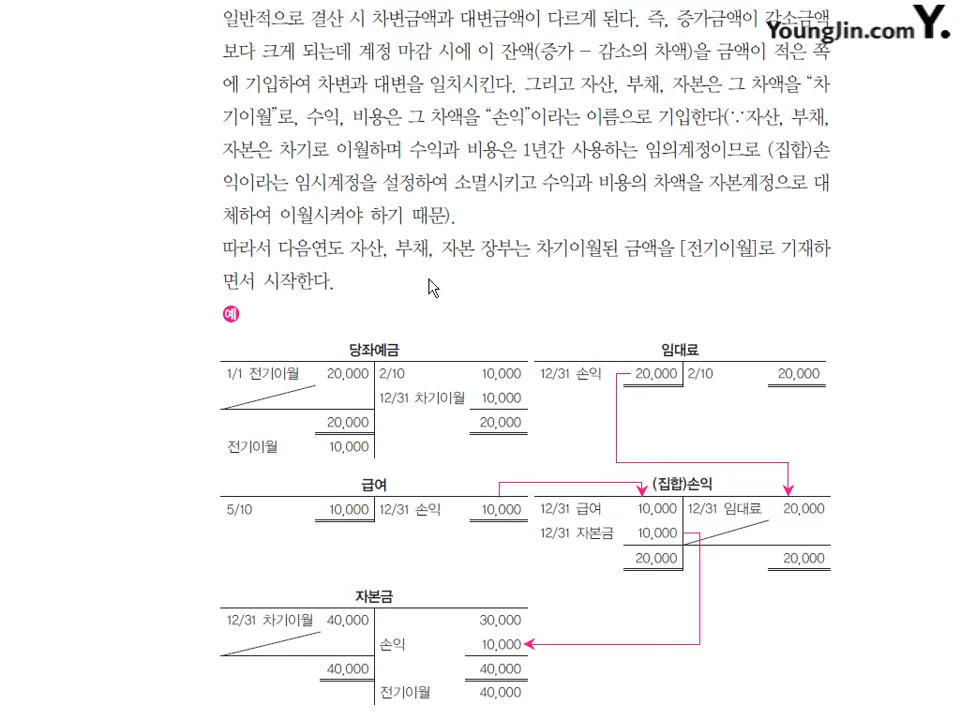 일반적으로 결산 시 차변금액과 대변금액이 다르게 된다. 즉, 증가금액이 감소금액
YoungJin.com Y.
보다 크게 되는데 계정 마감 시에 이 잔액(증가 - 감소의 차액)을 금액이 적은 쪽
에 기입하여 차변과 대변을 일치시킨다. 그리고 자산, 부채, 자본은 그 차액을 “차
기이월”로, 수익, 비용은 그 차액을 “손익”이라는 이름으로 기입한다(∵자산, 부채,
자본은 차기로 이월하며 수익과 비용은 1년간 사용하는 임의계정이므로 (집합)손
익이라는 임시계정을 설정하여 소멸시키고 수익과 비용의 차액을 자본계정으로 대
체하여 이월시켜야 하기 때문).
따라서 다음연도 자산, 부채, 자본 장부는 차기이월된 금액을 [전기이월]로 기재하
면서 시작한다.
예
당좌예금
1/1 전기이월 20,000 2/10 10,000
12/31 차기이월 10,000
20,000 20,000
전기이월 10,000
임대료
12/31 손익 20,000 2/10 20,000
급여
5/10 10,000 12/31 손익 10,000
(집합)손익
12/31 급여 10,000 12/31 임대료 20,000
12/31 자본금 10,000
20,000 20,000
자본금
12/31 차기이월 40,000 30,000
손익 10,000
40,000 40,000
전기이월 40,000